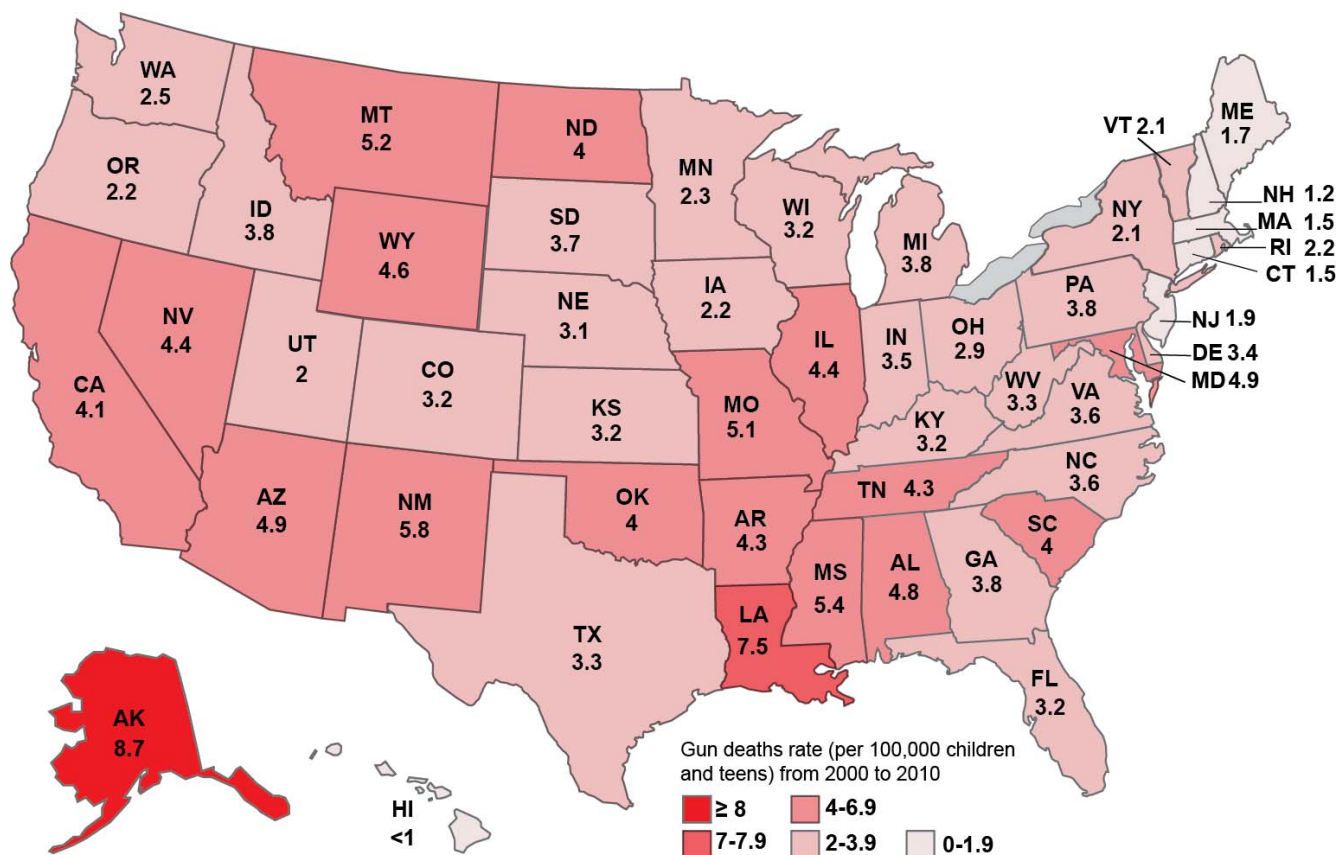 WA
2.5
OR
2.2
ID
3.8
MT
5.2
ND
4
MN
2.3
WI
3.2
MI
3.8
VT 2.1
ME
1.7
NH 1.2
MA 1.5
RI 2.2
CT 1.5
NY
2.1
SD
3.7
WY
4.6
IA
2.2
NE
3.1
PA
3.8
NJ 1.9
DE 3.4
MD 4.9
NV
4.4
UT
2
CO
3.2
CA
4.1
KS
3.2
MO
5.1
IL
4.4
IN
3.5
OH
2.9
WV
3.3
VA
3.6
KY
3.2
NC
3.6
TN 4.3
AZ
4.9
NM
5.8
OK
4
AR
4.3
SC
4
MS
5.4
AL
4.8
GA
3.8
LA
7.5
TX
3.3
FL
3.2
AK
8.7
HI
<1
Gun deaths rate (per 100,000 children
and teens) from 2000 to 2010
≥ 8
4-6.9
7-7.9
2-3.9
0-1.9